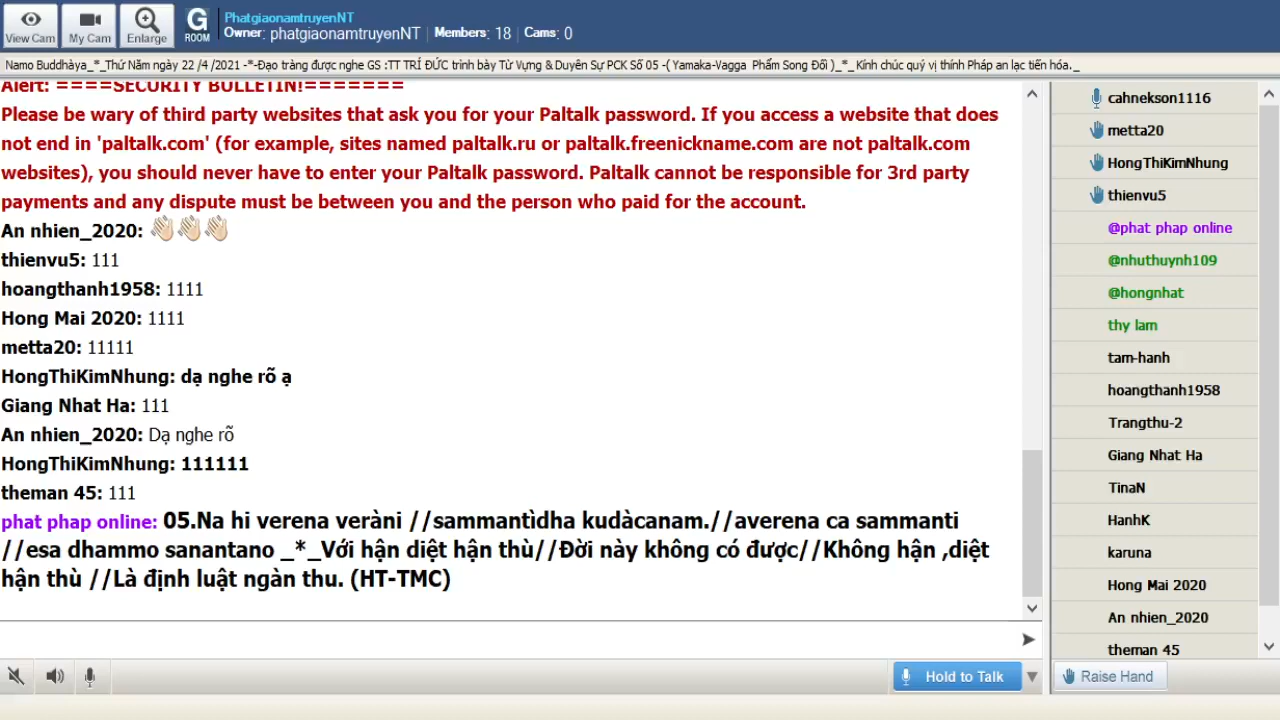 View Cam
My Cam
Enlarge
G
ROOM
PhatgiaonamtruyenNT
Owner: phatgiaonamtruyenNT | Members: 18 | Cams: 0
Namo Buddhàya_*_Thứ Năm ngày 22 /4 /2021 -*-Đạo tràng được nghe GS :TT TRÍ ĐỨC trình bày Từ Vựng & Duyên Sự PCK Số 05 -( Yamaka-Vagga Phẩm Song Đối )_*_ Kính chúc quý vị thính Pháp an lạc tiến hóa._
Alert: ====SECURITY BULLETIN!=======
Please be wary of third party websites that ask you for your Paltalk password. If you access a website that does
not end in 'paltalk.com' (for example, sites named paltalk.ru or paltalk.freenickname.com are not paltalk.com
websites), you should never have to enter your Paltalk password. Paltalk cannot be responsible for 3rd party
payments and any dispute must be between you and the person who paid for the account.
An nhien_2020: 👏👏👏
thienvu5: 111
hoangthanh1958: 1111
Hong Mai 2020: 1111
metta20: 11111
HongThiKimNhung: dạ nghe rõ ạ
Giang Nhat Ha: 111
An nhien_2020: Dạ nghe rõ
HongThiKimNhung: 111111
theman 45: 111
phat phap online: 05.Na hi verena veràni //sammantìdha kudàcanam.//averena ca sammanti
//esa dhammo sanantano _*_Với hận diệt hận thù//Đời này không có được//Không hận ,diệt
hận thù //Là định luật ngàn thu. (HT-TMC)
cahnekson1116
metta20
HongThiKimNhung
thienvu5
@phat phap online
@nhuthuynh109
@hongnhat
thy lam
tam-hanh
hoangthanh1958
Trangthu-2
Giang Nhat Ha
TinaN
HanhK
karuna
Hong Mai 2020
An nhien_2020
theman 45
Hold to Talk
Raise Hand